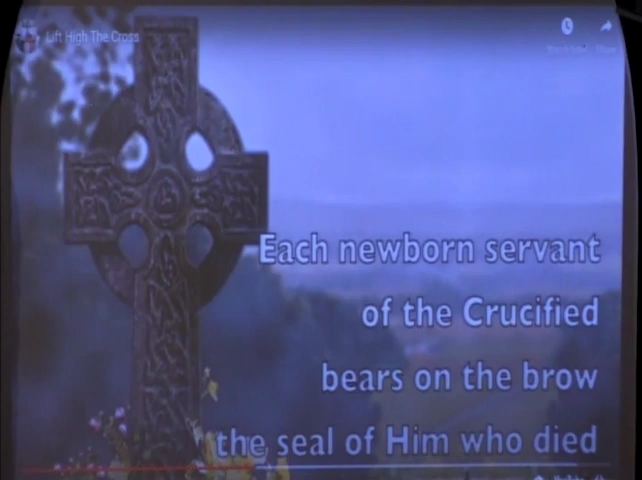 Lift High The Cross
Each newborn servant
of the Crucified
bears on the brow
the seal of Him who died